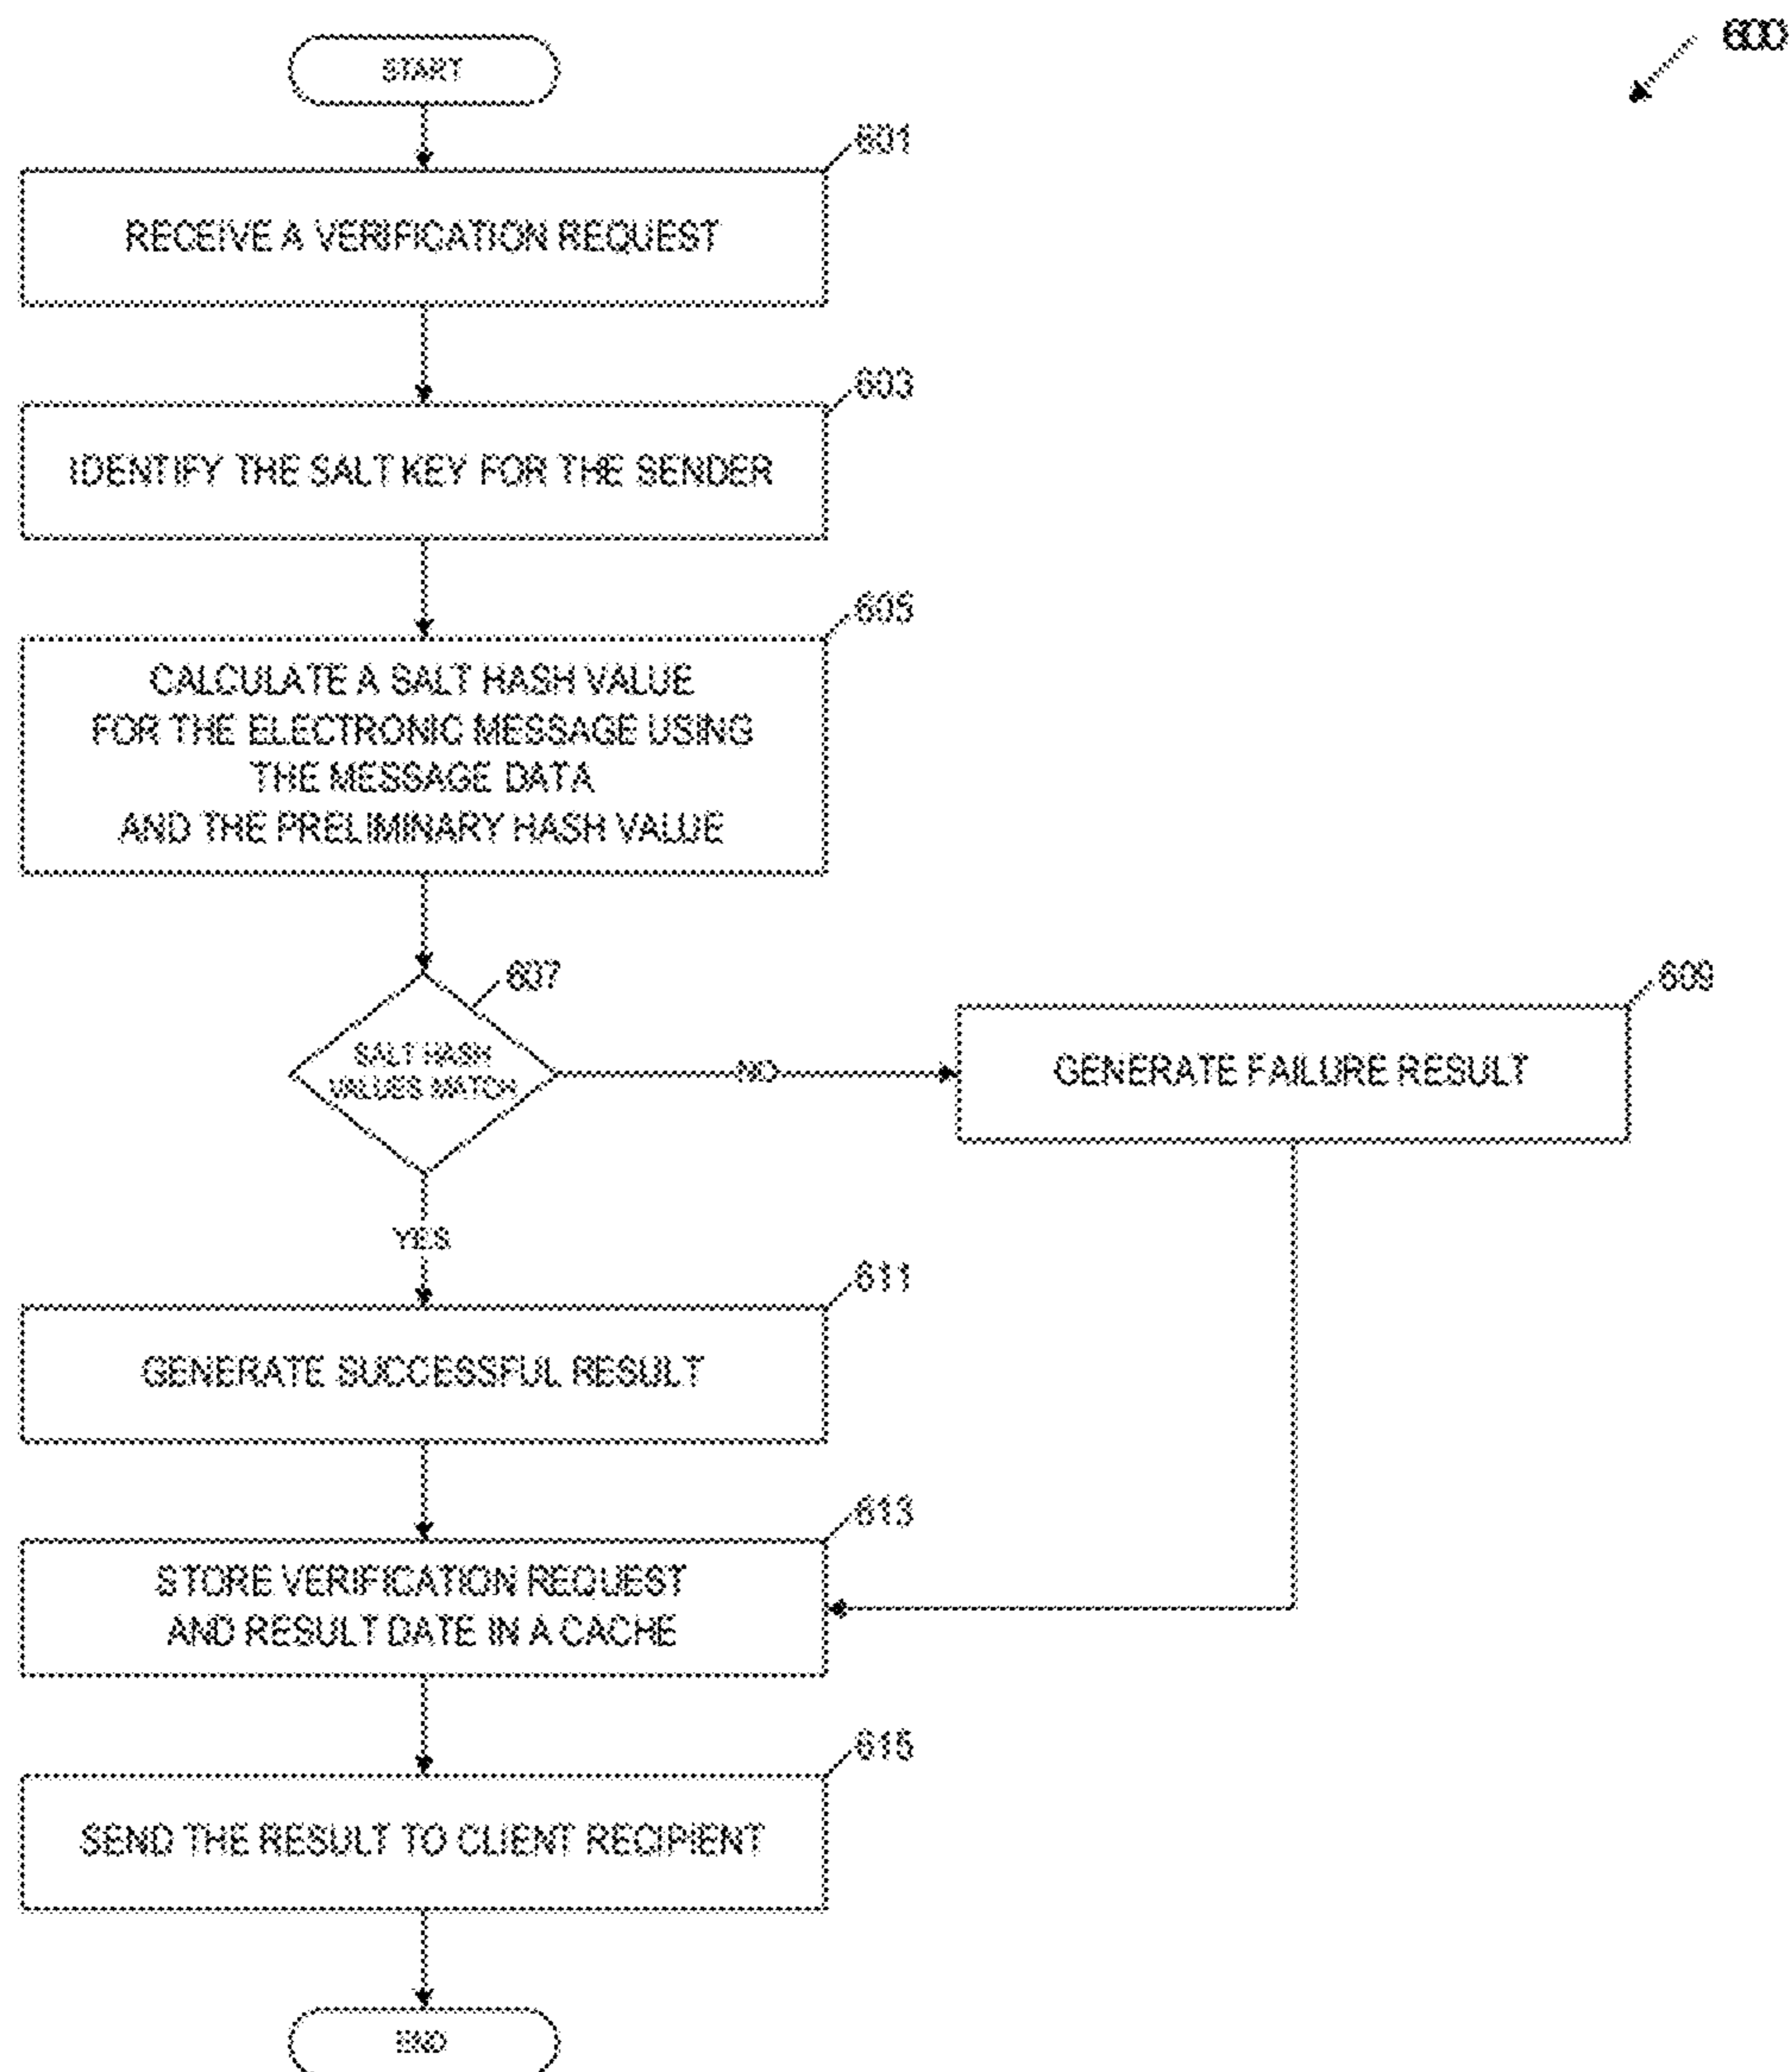 600
START
601
RECEIVE A VERIFICATION REQUEST
603
IDENTIFY THE SALT KEY FOR THE SENDER
605
CALCULATE A SALT HASH VALUE
FOR THE ELECTRONIC MESSAGE USING
THE MESSAGE DATA
AND THE PRELIMINARY HASH VALUE
607
SALT HASH
VALUES MATCH
NO
609
GENERATE FAILURE RESULT
YES
611
GENERATE SUCCESSFUL RESULT
613
STORE VERIFICATION REQUEST
AND RESULT DATE IN A CACHE
615
SEND THE RESULT TO CLIENT RECIPIENT
END